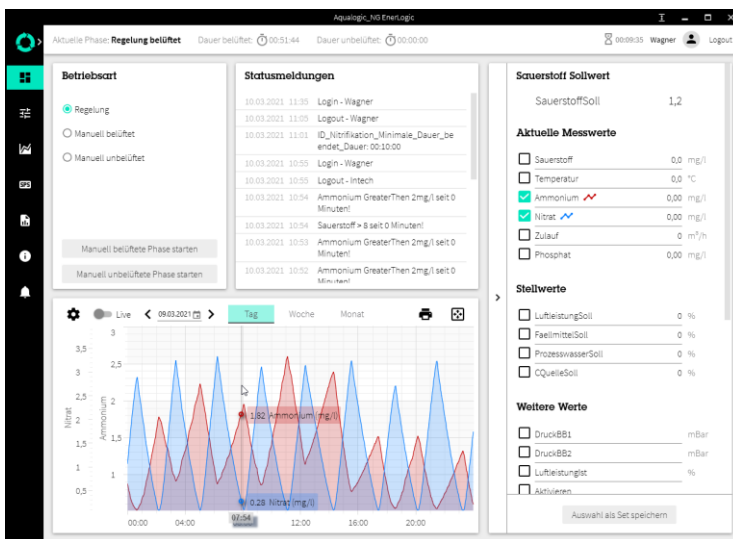 Aqualogic_NG EnerLogic
Aktuelle Phase: Regelung belüftet Dauer belüftet: 00:51:44 Dauer unbelüftet: 00:00:00 00:09:35 Wagner Logout
Betriebsart
Regelung
Manuell belüftet
Manuell unbelüftet
Manuell belüftete Phase starten
Manuell unbelüftete Phase starten
Statusmeldungen
10.03.2021 11:35 Login - Wagner
10.03.2021 11:05 Logout - Wagner
10.03.2021 11:01 ID_Nitrifikation_Minimale_Dauer_be
endet_Dauer: 00:10:00
10.03.2021 10:55 Login - Wagner
10.03.2021 10:55 Logout - Intech
10.03.2021 10:54 Ammonium GreaterThen 2mg/l seit 0
Minuten!
10.03.2021 10:54 Sauerstoff > 8 seit 0 Minuten!
10.03.2021 10:53 Ammonium GreaterThen 2mg/l seit 0
Minuten!
10.03.2021 10:52 Ammonium GreaterThen 2mg/l seit 0
Minuten!
Live 09.03.2021 Tag Woche Monat
Nitrat
3,5
3
2,5
2
1,5
1
0,5
Ammonium
3
2,5
2
1,5
1
1,82 Ammonium (mg/l)
0.28 Nitrat (mg/l)
00:00 04:00 07:54 12:00 16:00 20:00
Sauerstoff Sollwert
SauerstoffSoll 1,2
Aktuelle Messwerte
Sauerstoff 0,0 mg/l
Temperatur 0,0 °C
Ammonium 0,00 mg/l
Nitrat 0,00 mg/l
Zulauf 0 m³/h
Phosphat 0,00 mg/l
Stellwerte
LuftleistungSoll 0 %
FaellmittelSoll 0 %
ProzesswasserSoll 0 %
CQuelleSoll 0 %
Weitere Werte
DruckBB1 mBar
DruckBB2 mBar
LuftleistungIst %
Aktivieren
Auswahl als Set speichern
SPS